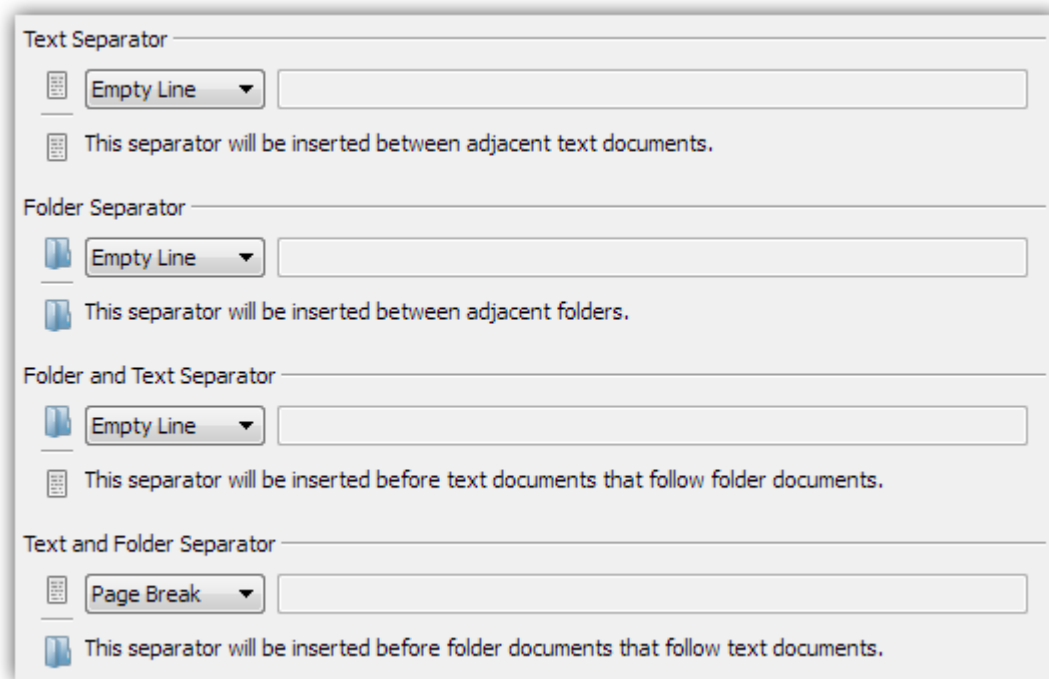 Text Separator
Empty Line
This separator will be inserted between adjacent text documents.
Folder Separator
Empty Line
This separator will be inserted between adjacent folders.
Folder and Text Separator
Empty Line
This separator will be inserted before text documents that follow folder documents.
Text and Folder Separator
Page Break
This separator will be inserted before folder documents that follow text documents.